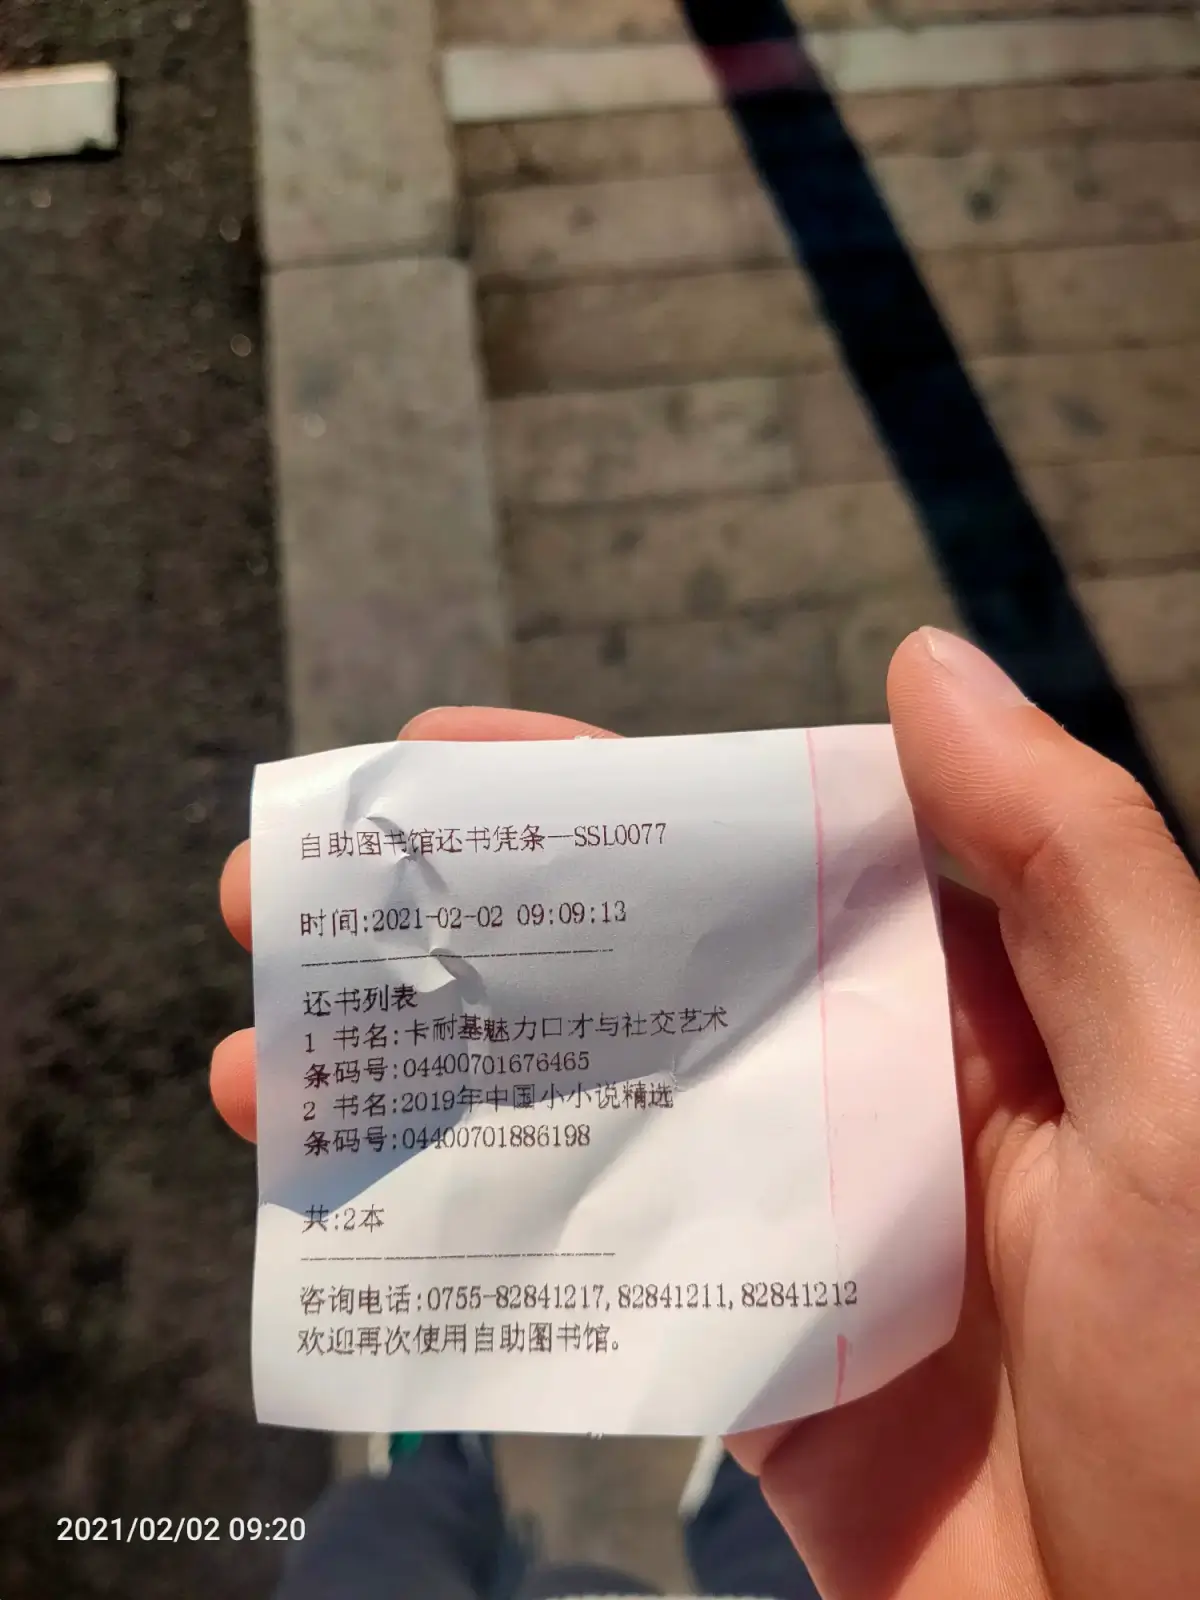 自助图书馆还书凭条—SSL0077
时间:2021-02-02 09:09:13
还书列表
1 书名:卡耐基魅力口才与社交艺术
条码号:04400701676465
2 书名:2019年中国小小说精选
条码号:04400701886198
共:2本
咨询电话:0755-82841217,82841211,82841212
欢迎再次使用自助图书馆。
2021/02/02 09:20